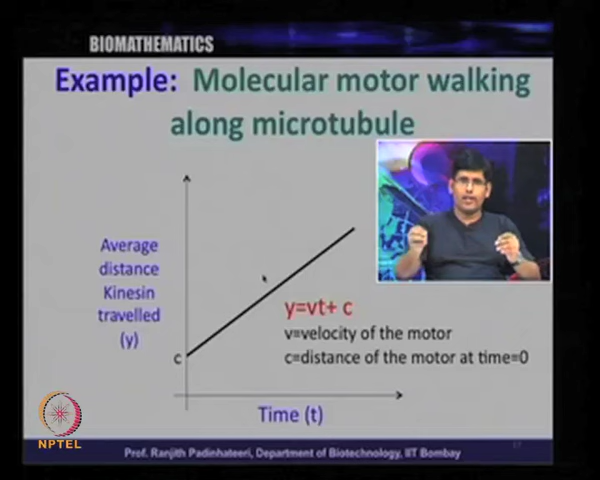 BIOMATHEMATICS
Example: Molecular motor walking
along microtubule
Average
distance
Kinesin
travelled
(y)
y=vt+ c
v=velocity of the motor
c=distance of the motor at time=0
c
Time (t)
NPTEL
Prof. Ranjith Padinhateeri, Department of Biotechnology, IIT Bombay